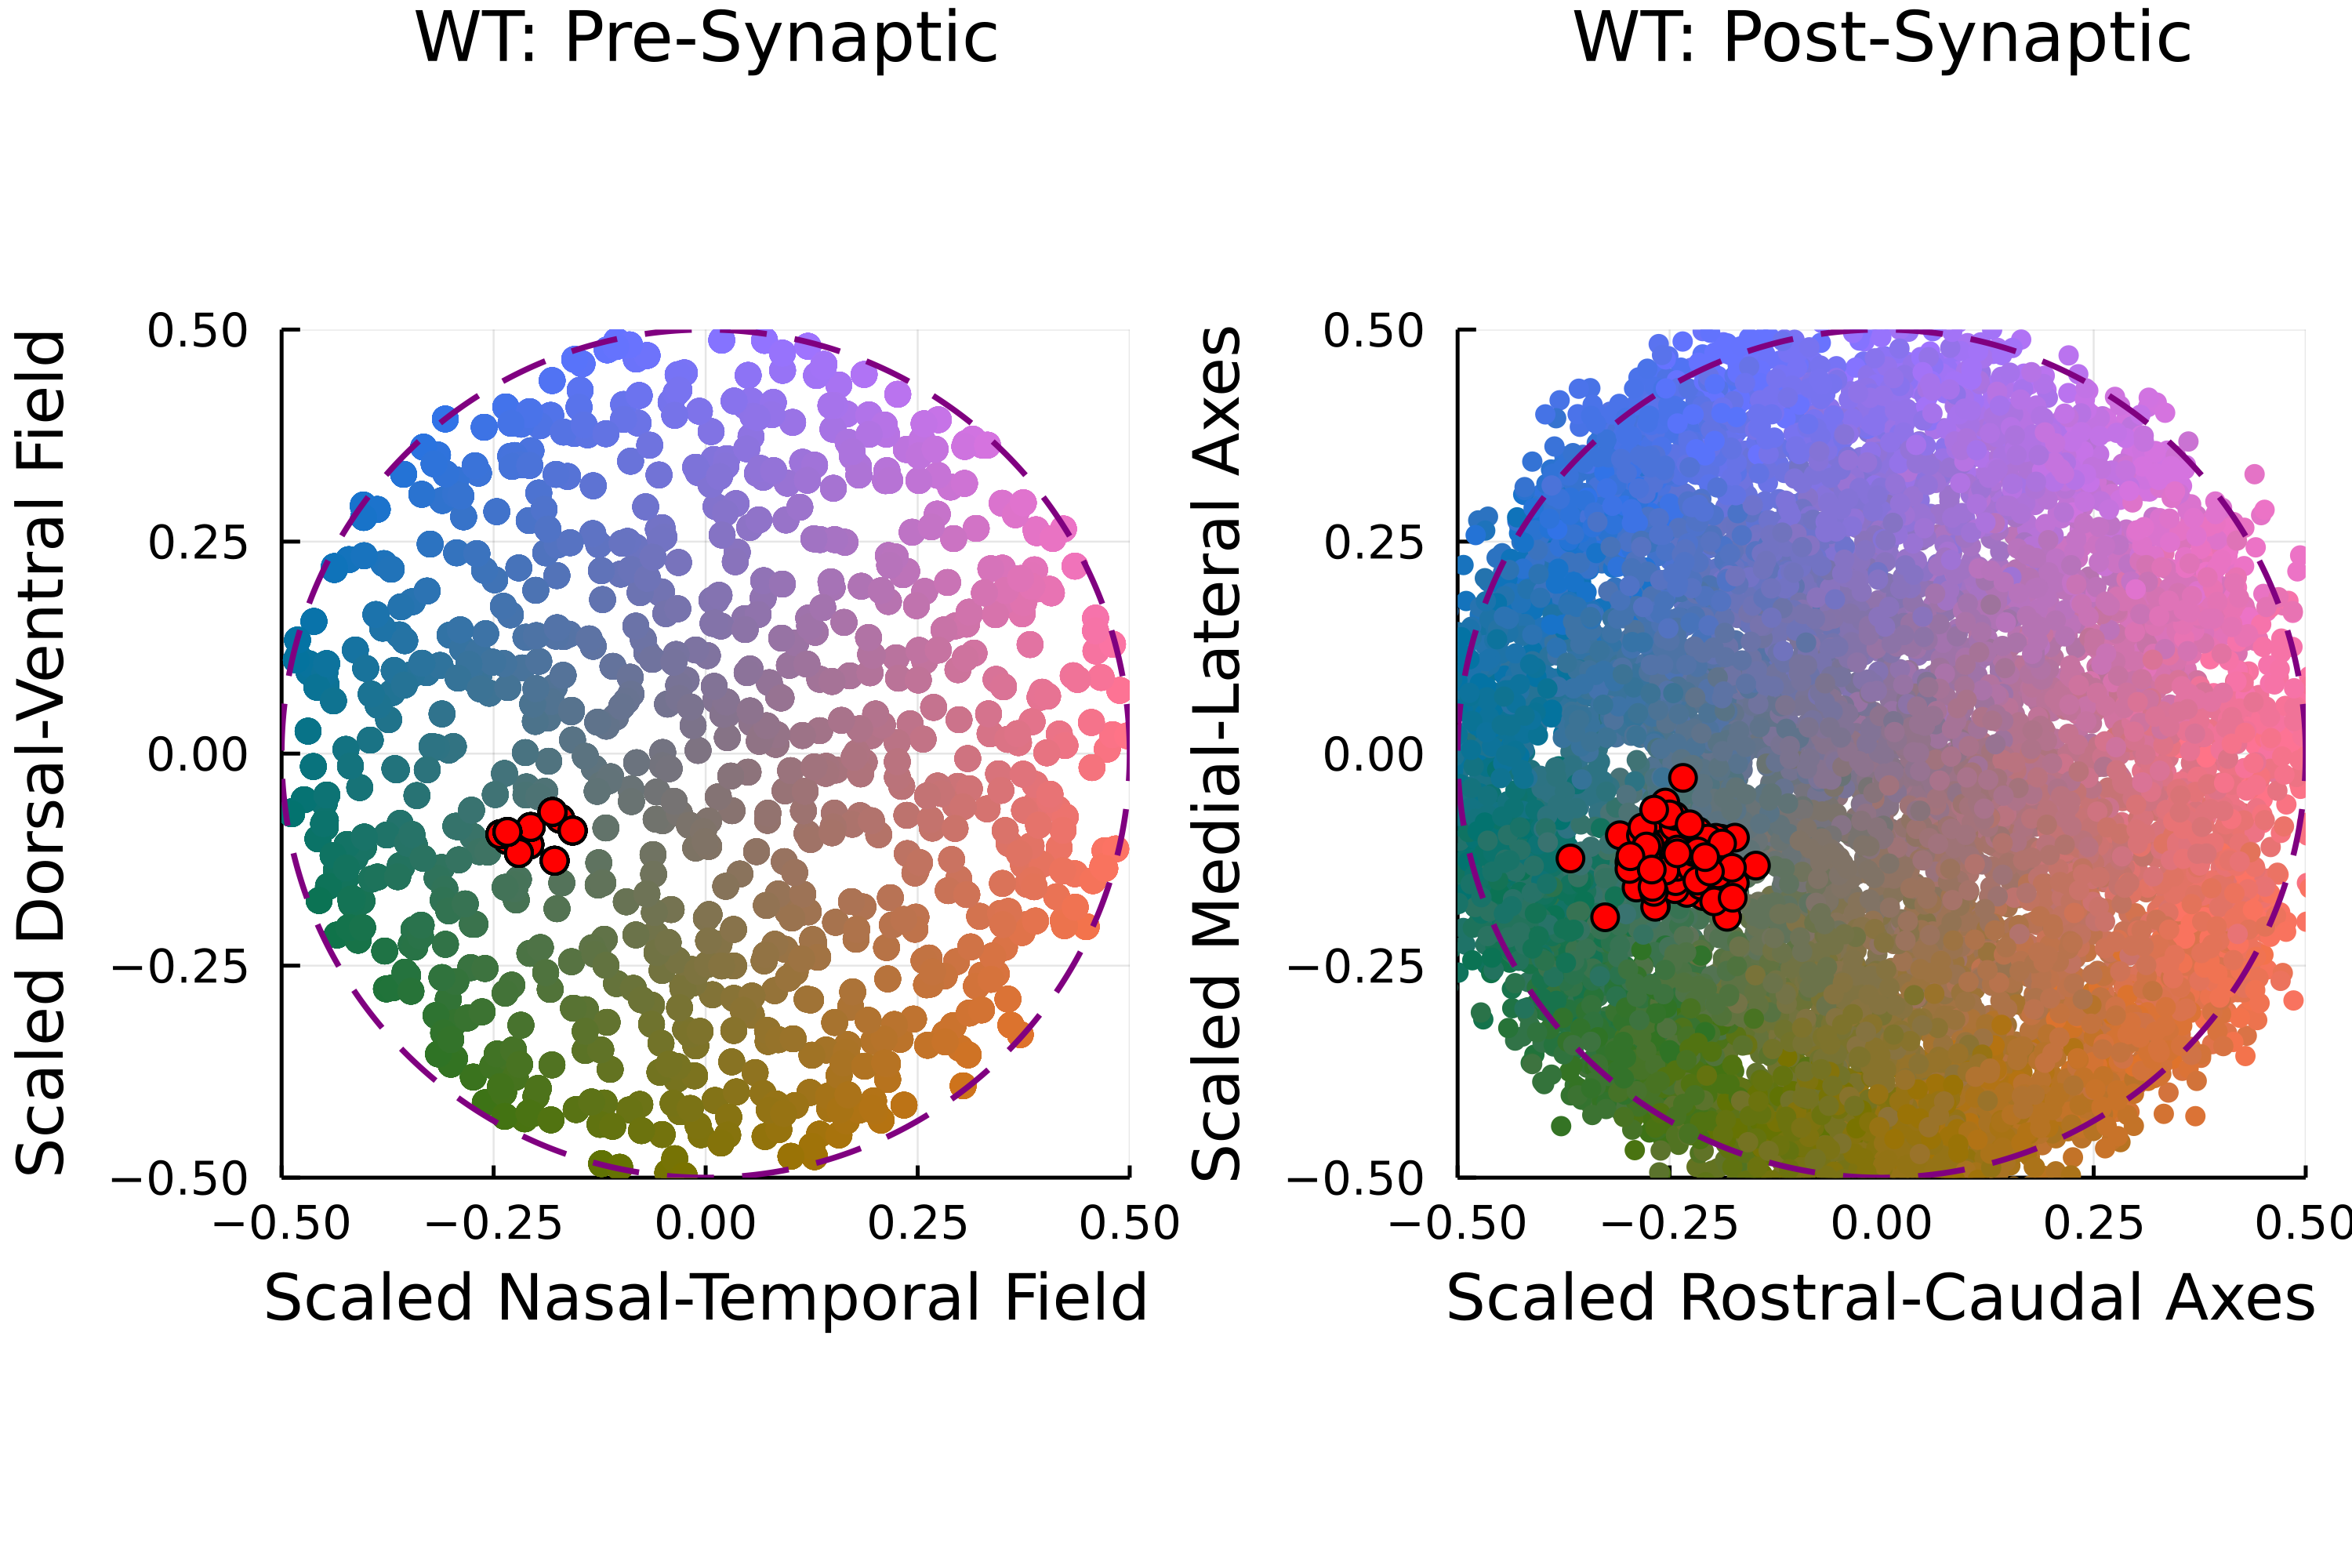 WT: Pre-Synaptic
Scaled Dorsal-Ventral Field
0.50
0.25
0.00
−0.25
−0.50
−0.50 −0.25 0.00 0.25 0.50
Scaled Nasal-Temporal Field
WT: Post-Synaptic
Scaled Medial-Lateral Axes
0.50
0.25
0.00
−0.25
−0.50
−0.50 −0.25 0.00 0.25 0.50
Scaled Rostral-Caudal Axes